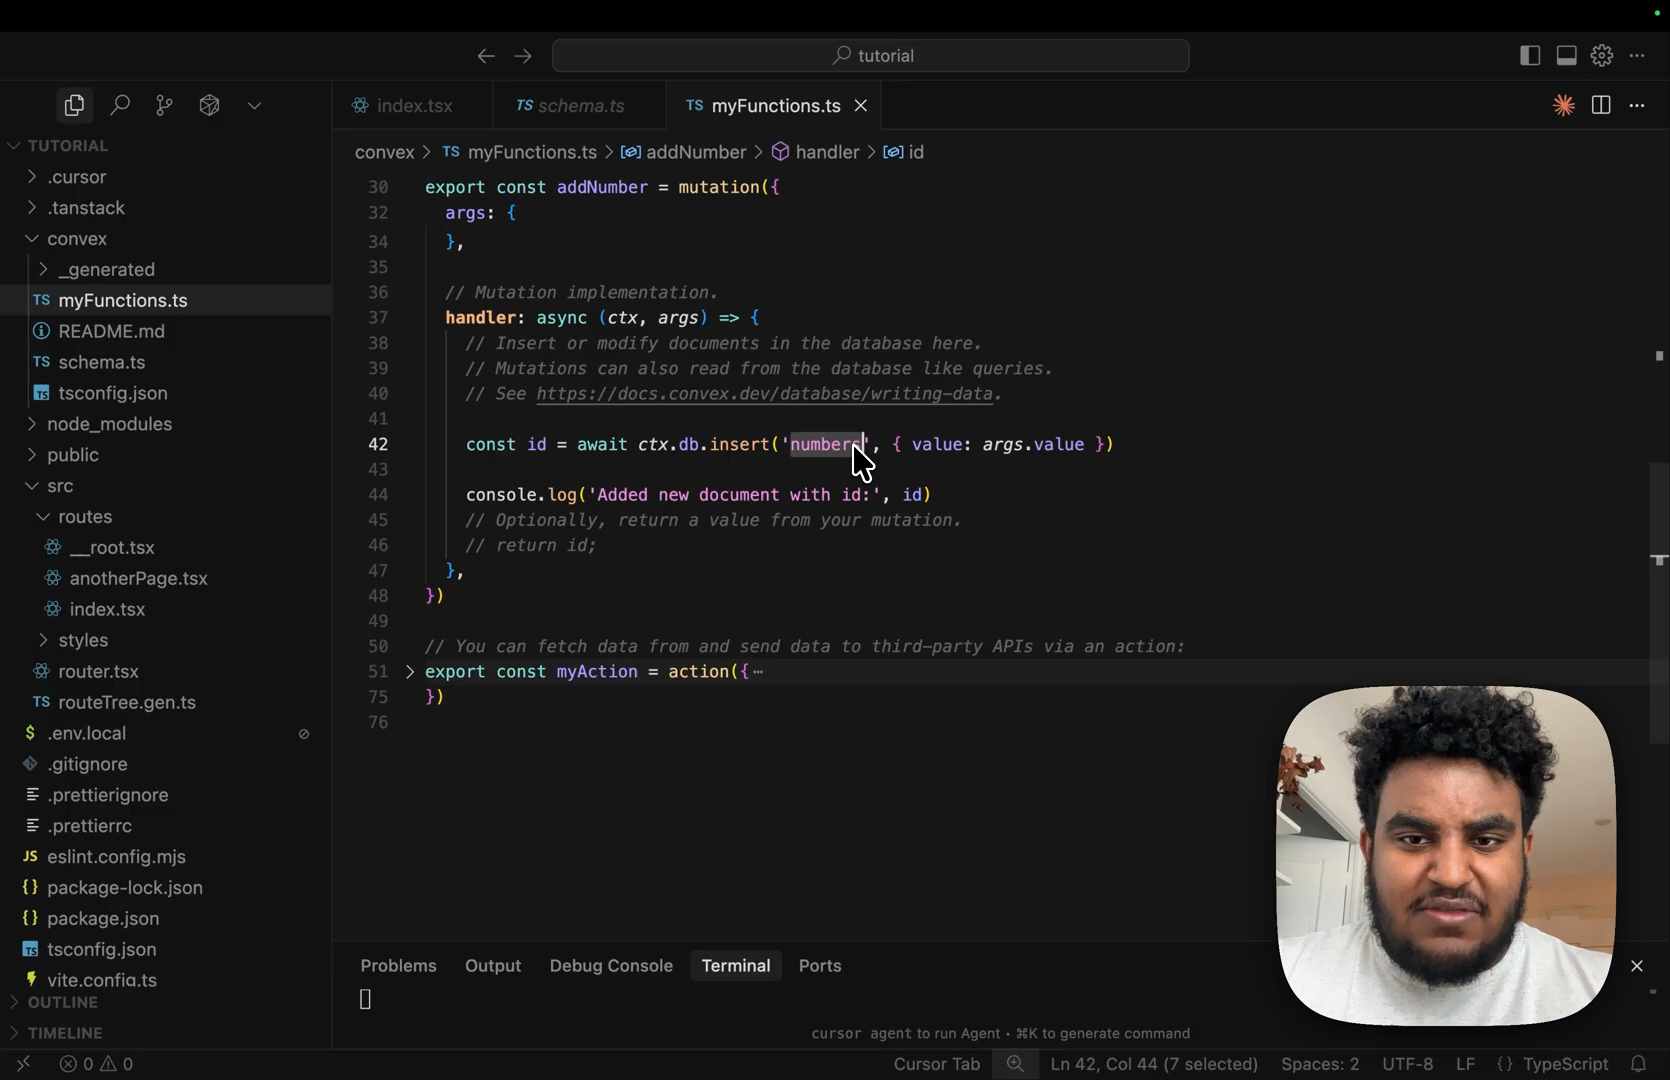 tutorial
index.tsx
TS schema.ts
TS myFunctions.ts
TUTORIAL
.cursor
.tanstack
convex
_generated
TS myFunctions.ts
README.md
TS schema.ts
TS tsconfig.json
node_modules
public
src
routes
__root.tsx
anotherPage.tsx
index.tsx
styles
router.tsx
TS routeTree.gen.ts
$ .env.local
.gitignore
.prettierignore
.prettierrc
JS eslint.config.mjs
{} package-lock.json
{} package.json
TS tsconfig.json
vite.config.ts
OUTLINE
TIMELINE
convex > TS myFunctions.ts > addNumber > handler > id
30 export const addNumber = mutation({
32 args: {
34 },
35
36 // Mutation implementation.
37 handler: async (ctx, args) => {
38 // Insert or modify documents in the database here.
39 // Mutations can also read from the database like queries.
40 // See https://docs.convex.dev/database/writing-data.
41
42 const id = await ctx.db.insert('numbers', { value: args.value })
43
44 console.log('Added new document with id:', id)
45 // Optionally, return a value from your mutation.
46 // return id;
47 },
48 })
49
50 // You can fetch data from and send data to third-party APIs via an action:
51 export const myAction = action({ ⋯
75 })
76
Problems Output Debug Console Terminal Ports
cursor agent to run Agent • ⌘K to generate command
0 0 Cursor Tab Ln 42, Col 44 (7 selected) Spaces: 2 UTF-8 LF {} TypeScript